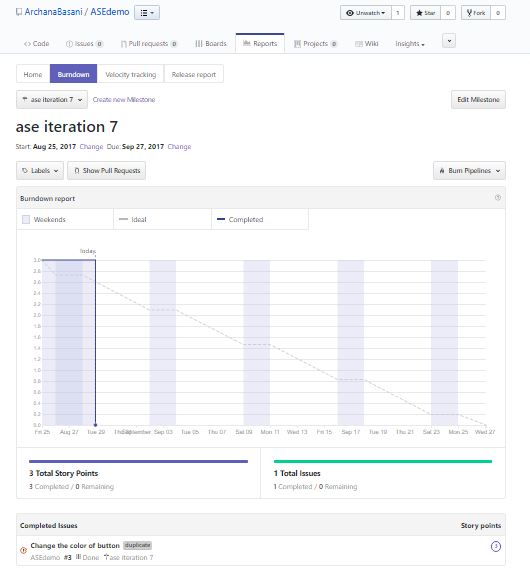 ArchanaBasani / ASEdemo
Unwatch 1 Star 0 Fork 0
Code Issues 0 Pull requests 0 Boards Reports Projects 0 Wiki Insights
Home Burndown Velocity tracking Release report
ase iteration 7 Create new Milestone Edit Milestone
ase iteration 7
Start: Aug 25, 2017 Change Due: Sep 27, 2017 Change
Labels Show Pull Requests Burn Pipelines
Burndown report
Weekends Ideal Completed
Today
3.0
2.8
2.6
2.4
2.2
2.0
1.8
1.6
1.4
1.2
1.0
0.8
0.6
0.4
0.2
0.0
Fri 25 Aug 27 Tue 29 September Sep 03 Tue 05 Thu 07 Sat 09 Mon 11 Wed 13 Fri 15 Sep 17 Tue 19 Thu 21 Sat 23 Mon 25 Wed 27
3 Total Story Points
3 Completed / 0 Remaining
1 Total Issues
1 Completed / 0 Remaining
Completed Issues Story points
Change the color of button duplicate 3
ASEdemo #3 Done ase iteration 7